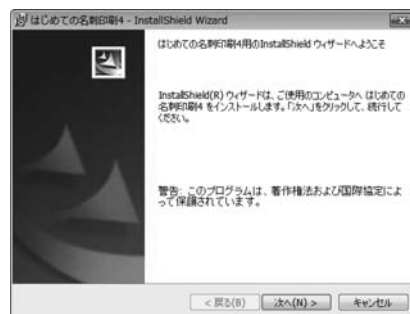 はじめての名刺印刷4 - InstallShield Wizard
はじめての名刺印刷4用のInstallShield ウィザードへようこそ
InstallShield(R) ウィザードは、ご使用のコンピュータへ はじめての
名刺印刷4 をインストールします。「次へ」をクリックして、続行して
ください。
警告: このプログラムは、著作権法および国際協定によ
って保護されています。
< 戻る(B)
次へ(N) >
キャンセル